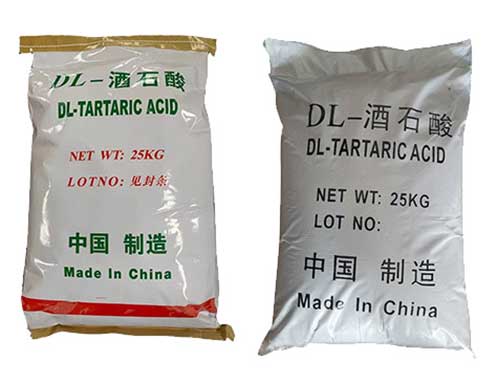 DL-酒石酸
DL-TARTARIC ACID
NET WT: 25KG
LOTNO: 见封条
中国 制造
Made In China
DL-酒石酸
DL-TARTARIC ACID
NET WT: 25KG
LOT NO:
中国 制造
Made In China